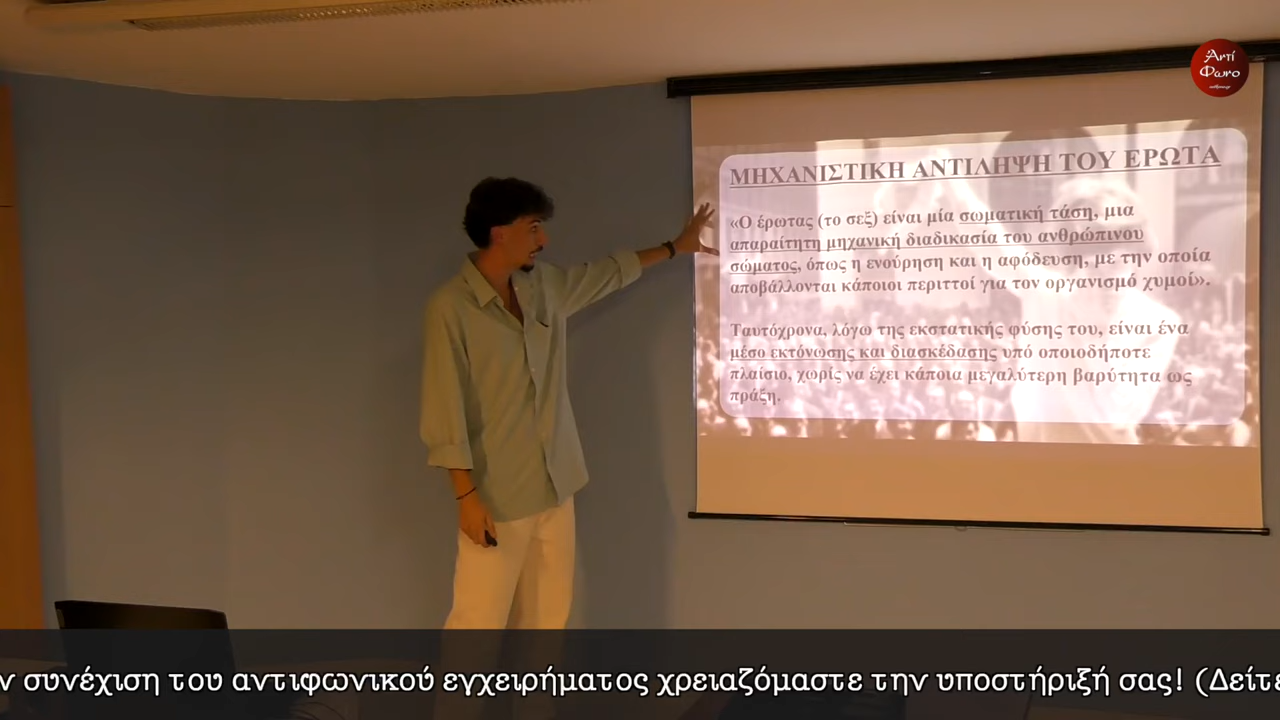 Ἀντί
Φωνο
ΜΗΧΑΝΙΣΤΙΚΗ ΑΝΤΙΛΗΨΗ ΤΟΥ ΕΡΩΤΑ
«Ο έρωτας (το σεξ) είναι μία σωματική τάση, μια
απαραίτητη μηχανική διαδικασία του ανθρώπινου
σώματος, όπως η ενούρηση και η αφόδευση, με την οποία
αποβάλλονται κάποιοι περιττοί για τον οργανισμό χυμοί».
Ταυτόχρονα, λόγω της εκστατικής φύσης του, είναι ένα
μέσο εκτόνωσης και διασκέδασης υπό οποιοδήποτε
πλαίσιο, χωρίς να έχει κάποια μεγαλύτερη βαρύτητα ως
πράξη.
ν συνέχιση του αντιφωνικού εγχειρήματος χρειαζόμαστε την υποστήριξή σας! (Δείτε